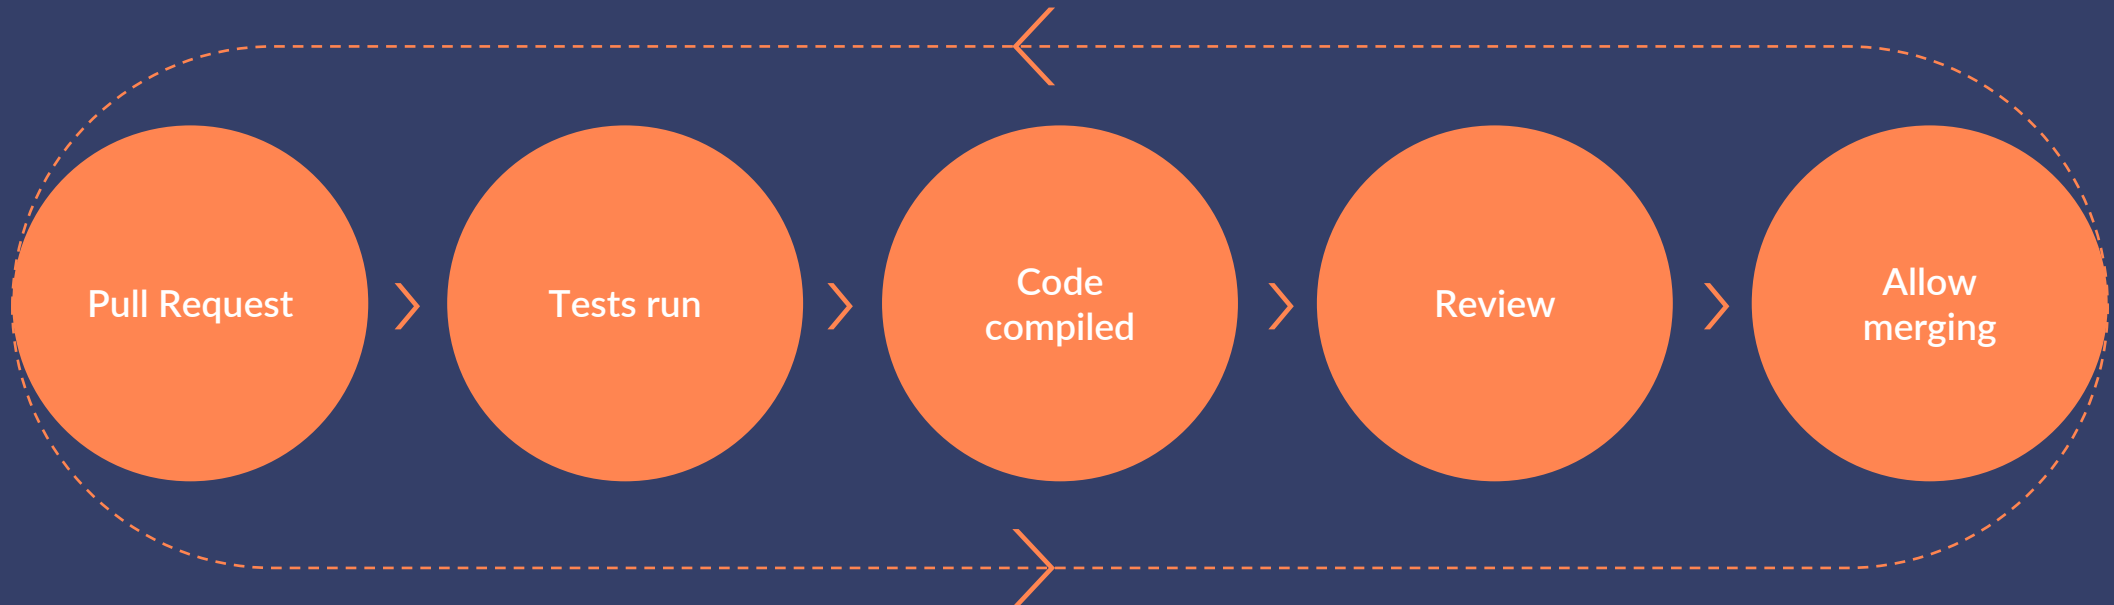 Pull Request
Tests run
Code
compiled
Review
Allow
merging